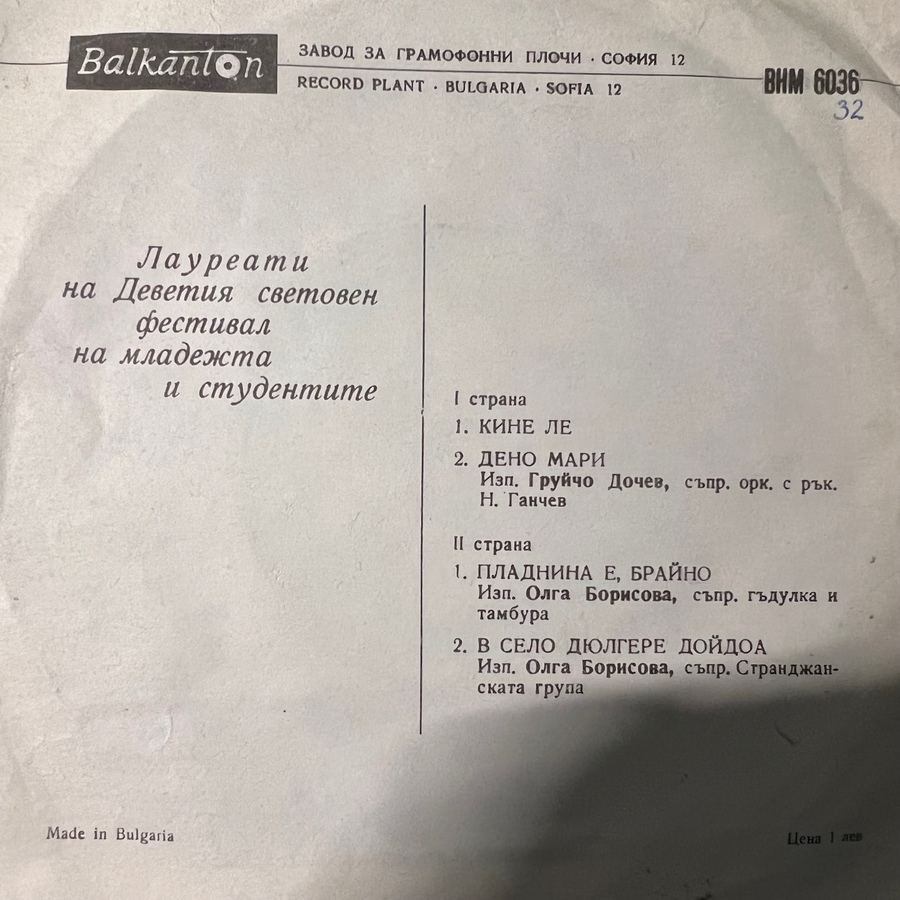 Balkanton
ЗАВОД ЗА ГРАМОФОННИ ПЛОЧИ · СОФИЯ 12
RECORD PLANT · BULGARIA · SOFIA 12
ВНМ 6036
32
Лауреати
на Деветия световен
фестивал
на младежта
и студентите
I страна
1. КИНЕ ЛЕ
2. ДЕНО МАРИ
Изп. Груйчо Дочев, съпр. орк. с рък.
Н. Ганчев
II страна
1. ПЛАДНИНА Е, БРАЙНО
Изп. Олга Борисова, съпр. гъдулка и
тамбура
2. В СЕЛО ДЮЛГЕРЕ ДОЙДОА
Изп. Олга Борисова, съпр. Странджан-
ската група
Made in Bulgaria
Цена 1 лев